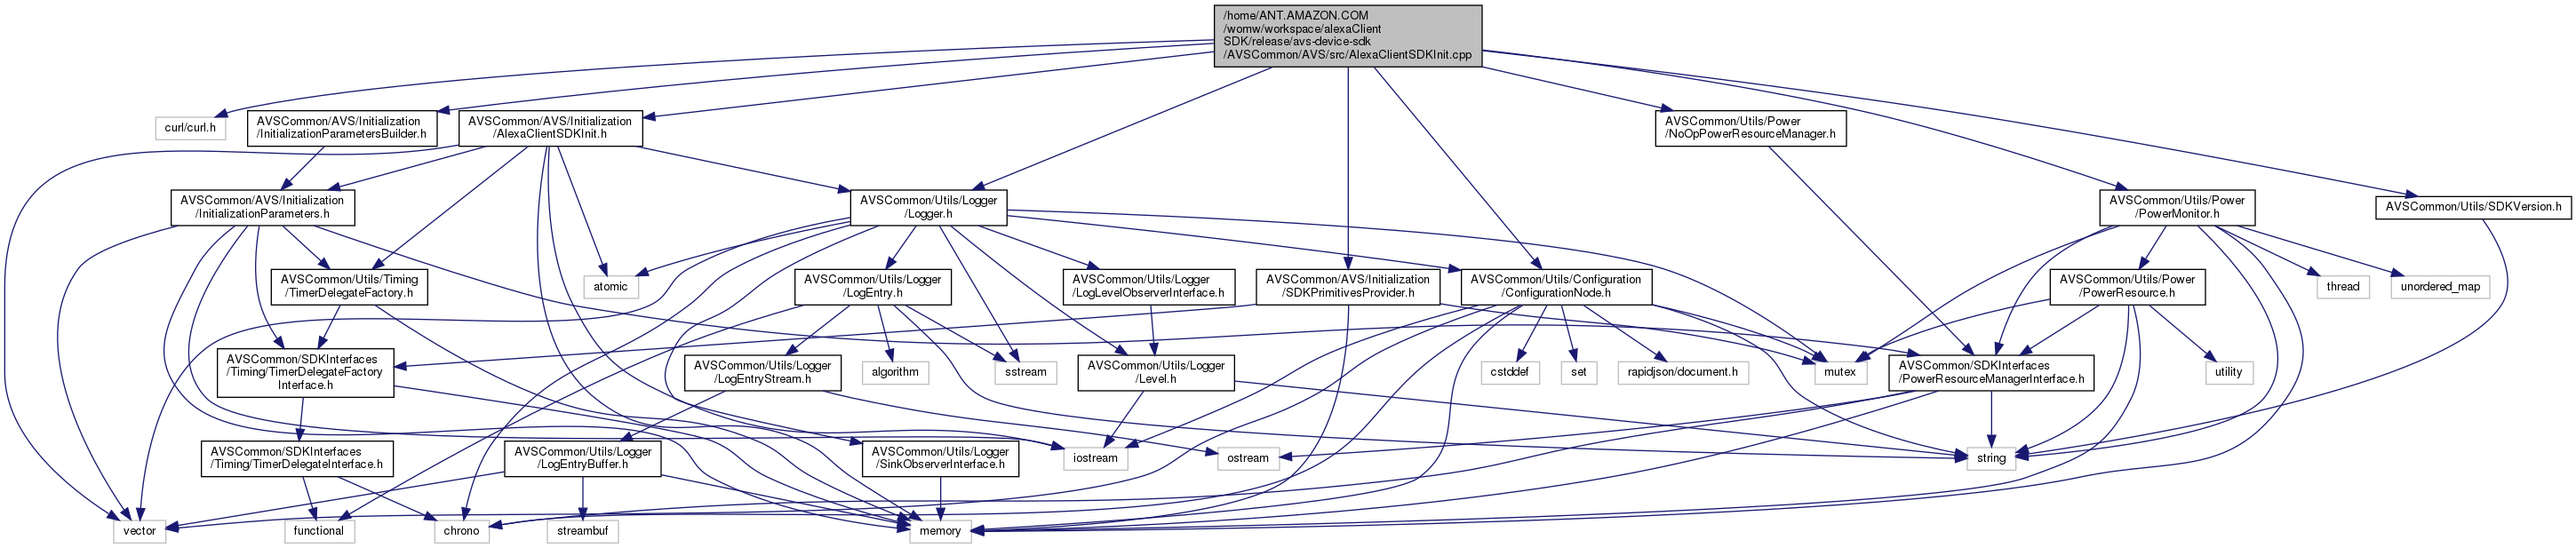 /home/ANT.AMAZON.COM
/womw/workspace/alexaClient
SDK/release/avs-device-sdk
/AVSCommon/AVS/src/AlexaClientSDKInit.cpp
curl/curl.h
AVSCommon/AVS/Initialization
/InitializationParametersBuilder.h
AVSCommon/AVS/Initialization
/AlexaClientSDKInit.h
AVSCommon/Utils/Power
/NoOpPowerResourceManager.h
AVSCommon/AVS/Initialization
/InitializationParameters.h
AVSCommon/Utils/Logger
/Logger.h
AVSCommon/Utils/Power
/PowerMonitor.h
AVSCommon/Utils/SDKVersion.h
AVSCommon/Utils/Timing
/TimerDelegateFactory.h
atomic
AVSCommon/Utils/Logger
/LogEntry.h
AVSCommon/Utils/Logger
/LogLevelObserverInterface.h
AVSCommon/AVS/Initialization
/SDKPrimitivesProvider.h
AVSCommon/Utils/Configuration
/ConfigurationNode.h
AVSCommon/Utils/Power
/PowerResource.h
thread
unordered_map
AVSCommon/SDKInterfaces
/Timing/TimerDelegateFactory
Interface.h
AVSCommon/Utils/Logger
/LogEntryStream.h
algorithm
sstream
AVSCommon/Utils/Logger
/Level.h
cstddef
set
rapidjson/document.h
mutex
AVSCommon/SDKInterfaces
/PowerResourceManagerInterface.h
utility
AVSCommon/SDKInterfaces
/Timing/TimerDelegateInterface.h
AVSCommon/Utils/Logger
/LogEntryBuffer.h
AVSCommon/Utils/Logger
/SinkObserverInterface.h
iostream
ostream
string
vector
functional
chrono
streambuf
memory